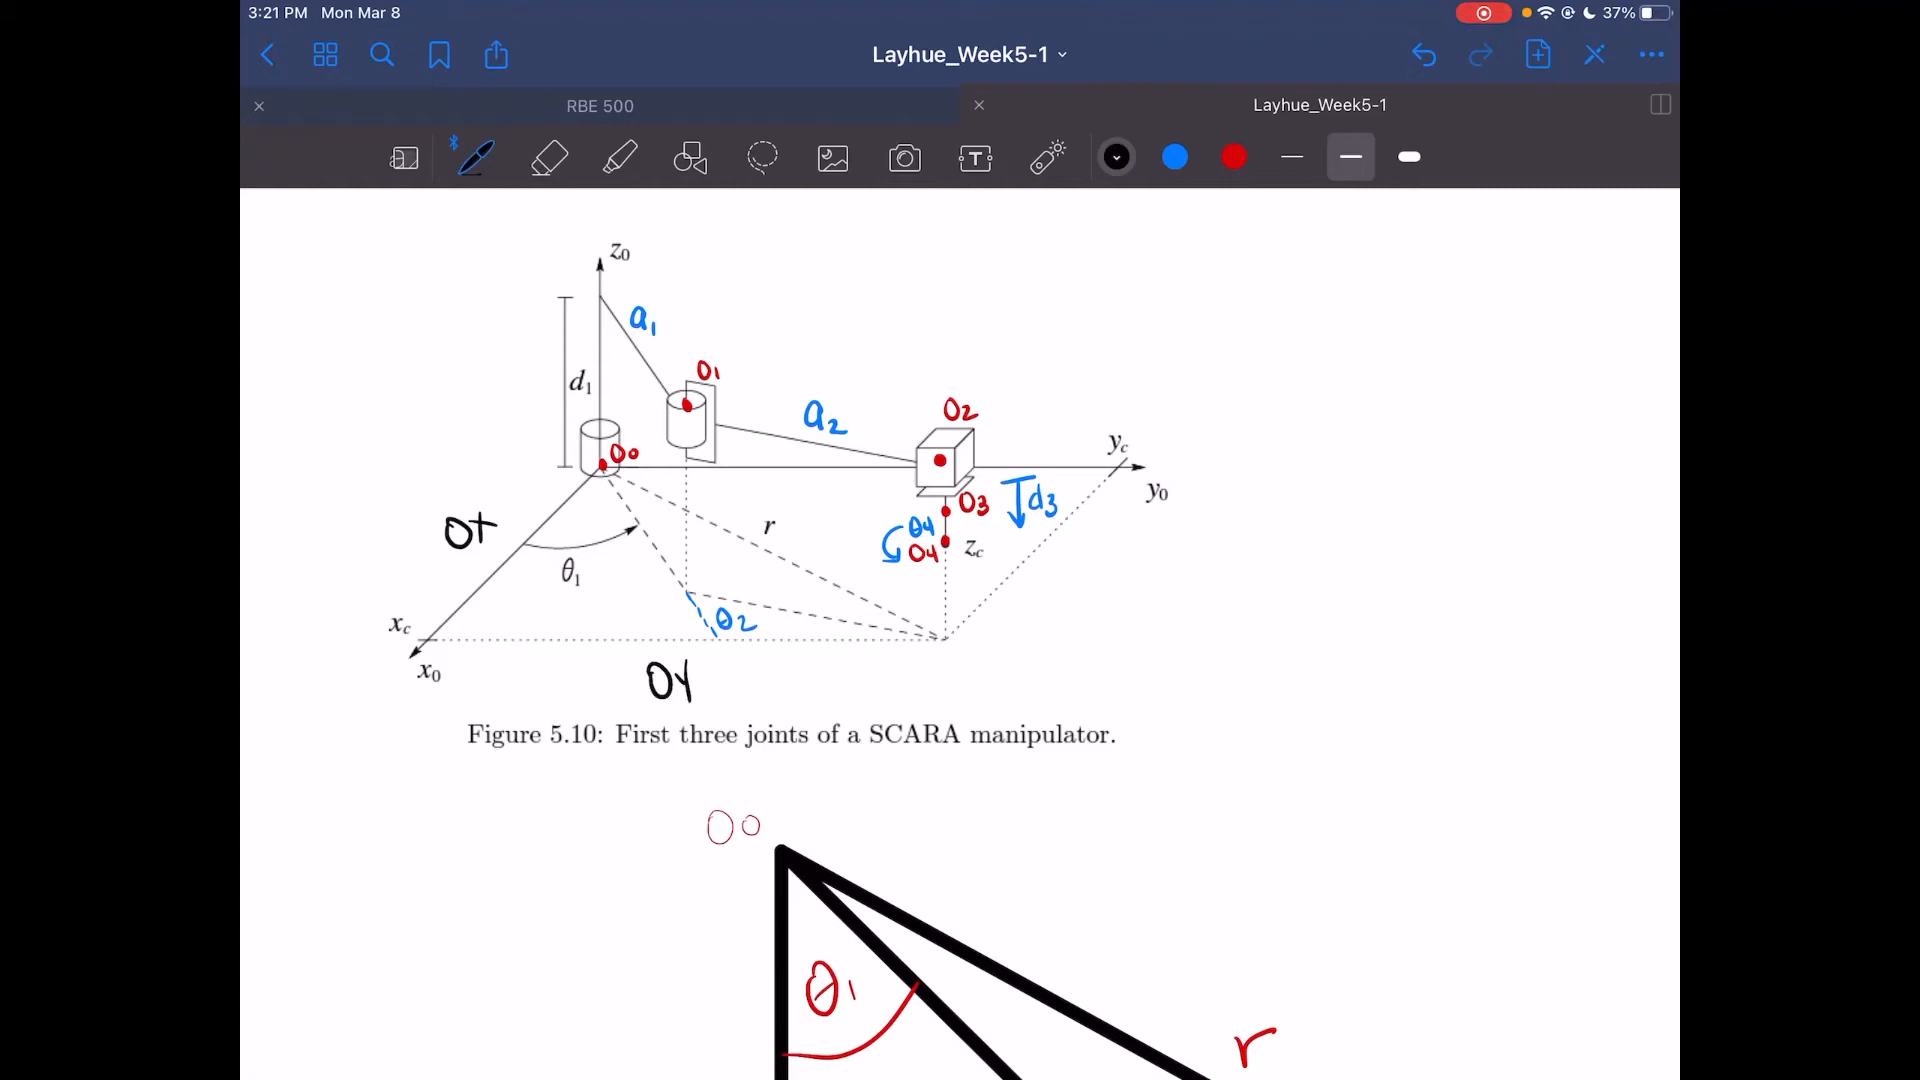 3:21 PM Mon Mar 8
37%
Layhue_Week5-1
RBE 500
Layhue_Week5-1
T
z0
a1
O1
d1
a2
O2
O0
yc
y0
O3
d3
θ4
O4
zc
Ox
r
θ1
θ2
xc
x0
Oy
Figure 5.10: First three joints of a SCARA manipulator.
O0
θ1
r